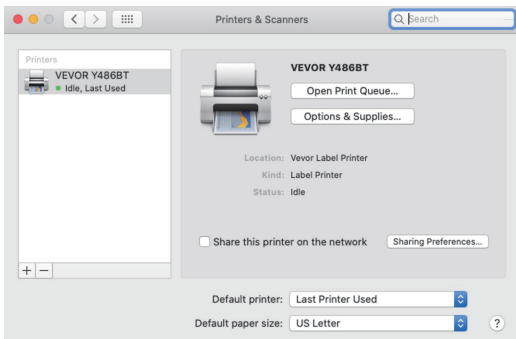 Printers & Scanners
Search
Printers
VEVOR Y486BT
Idle, Last Used
VEVOR Y486BT
Open Print Queue...
Options & Supplies...
Location: Vevor Label Printer
Kind: Label Printer
Status: Idle
Share this printer on the network
Sharing Preferences...
+ −
Default printer: Last Printer Used
Default paper size: US Letter
?